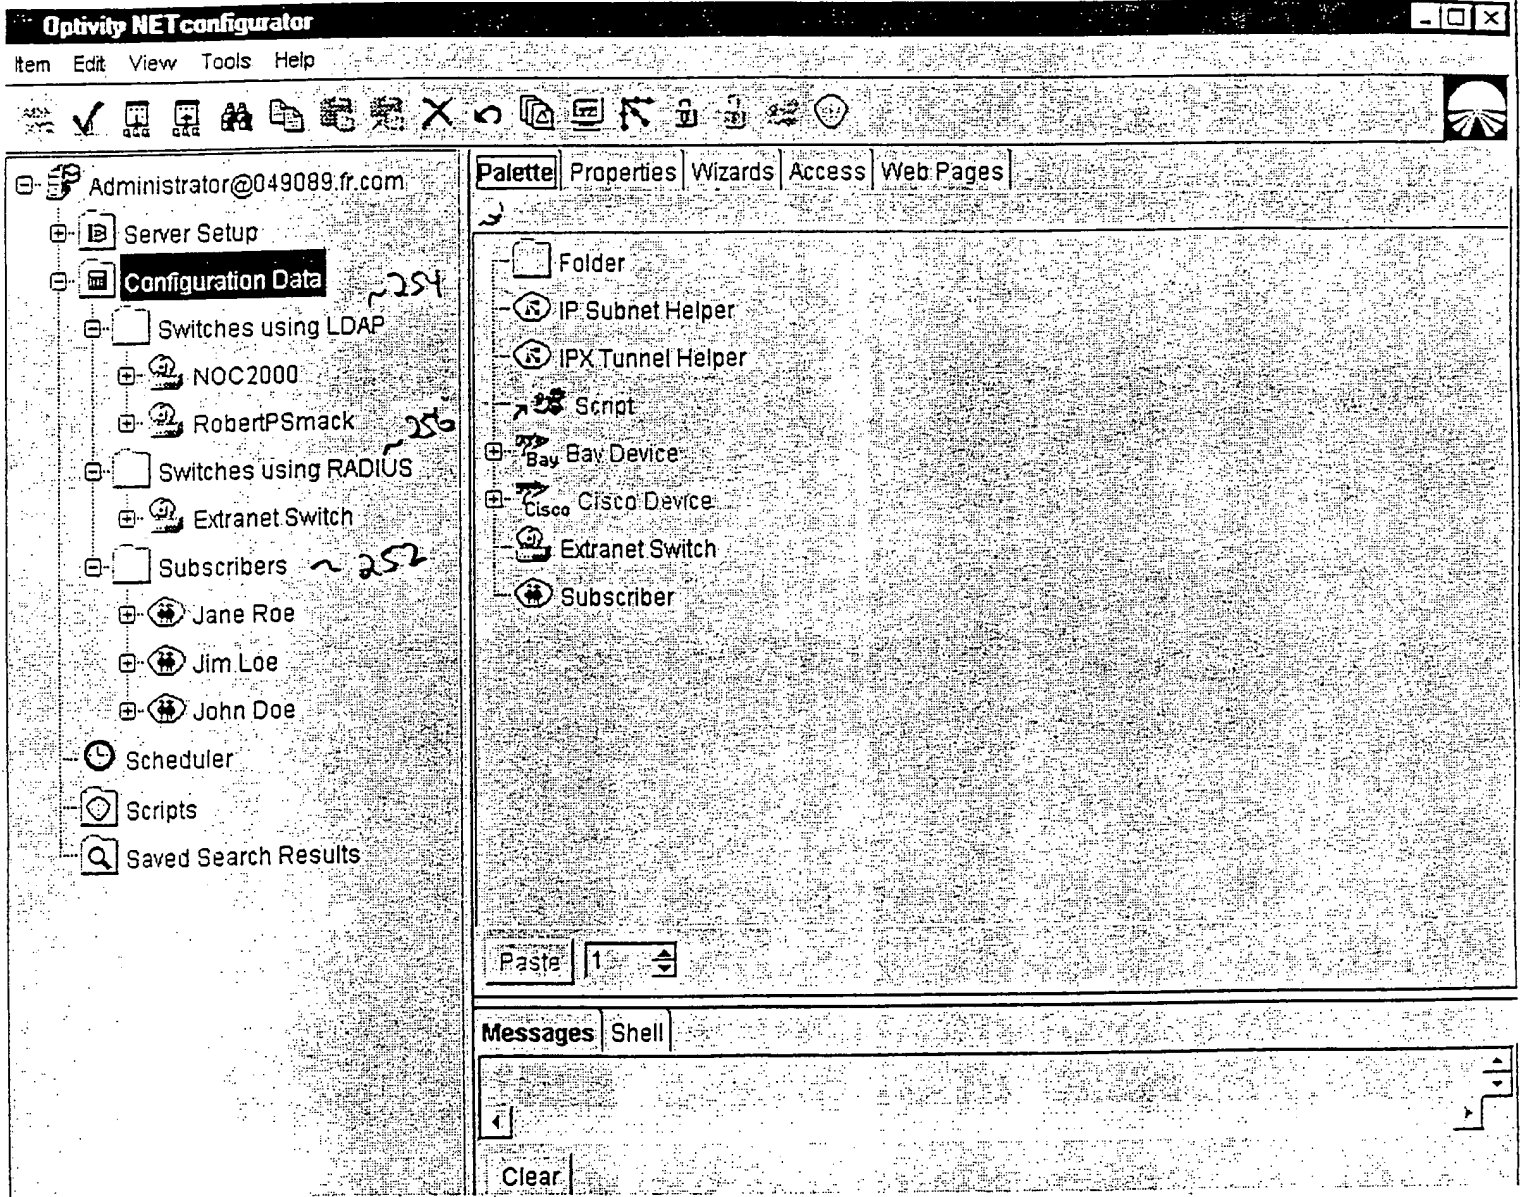 Optivity NETconfigurator
Item Edit View Tools Help
Administrator@049089.fr.com
Server Setup
Configuration Data
~254
Switches using LDAP
NOC2000
RobertPSmack
~256
Switches using RADIUS
Extranet Switch
Subscribers ~ 252
Jane Roe
Jim Loe
John Doe
Scheduler
Scripts
Saved Search Results
Palette Properties Wizards Access Web Pages
Folder
IP Subnet Helper
IPX Tunnel Helper
Script
Bay Bay Device
Cisco Cisco Device
Extranet Switch
Subscriber
Paste 1
Messages Shell
Clear